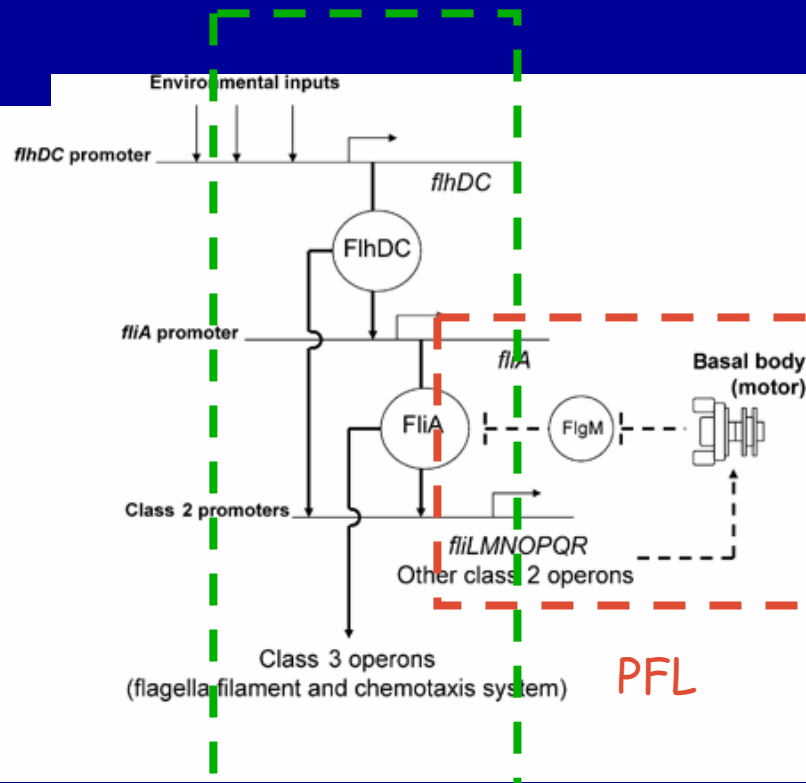 Environmental inputs
flhDC promoter
flhDC
FlhDC
fliA promoter
fliA
Basal body
(motor)
FliA
FlgM
Class 2 promoters
fliLMNOPQR
Other class 2 operons
Class 3 operons
(flagella filament and chemotaxis system)
PFL